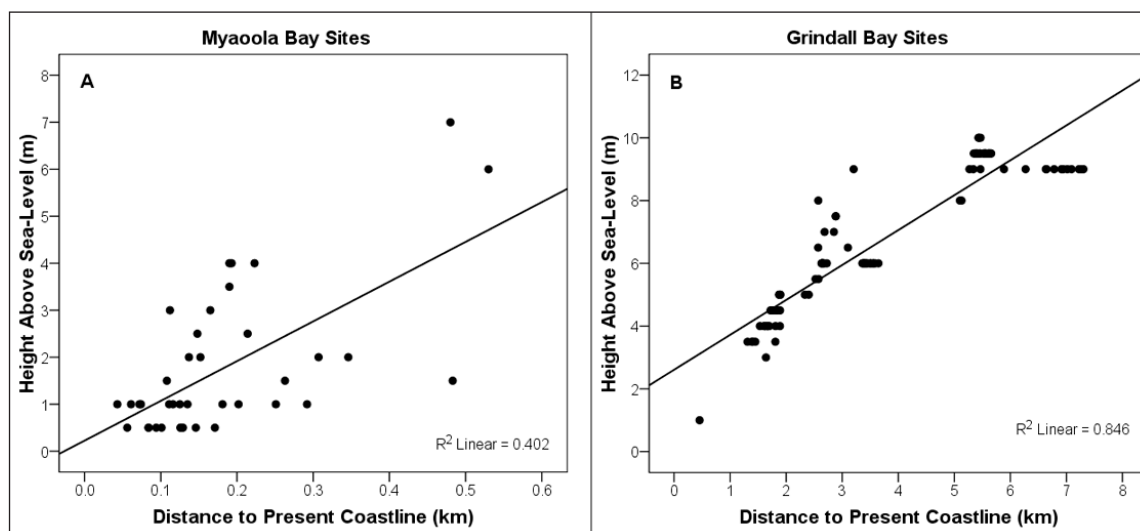 Myaoola Bay Sites
A
Height Above Sea-Level (m)
8
7
6
5
4
3
2
1
0
R² Linear = 0.402
0.0 0.1 0.2 0.3 0.4 0.5 0.6
Distance to Present Coastline (km)
Grindall Bay Sites
B
Height Above Sea-Level (m)
12
10
8
6
4
2
0
R² Linear = 0.846
0 1 2 3 4 5 6 7 8
Distance to Present Coastline (km)